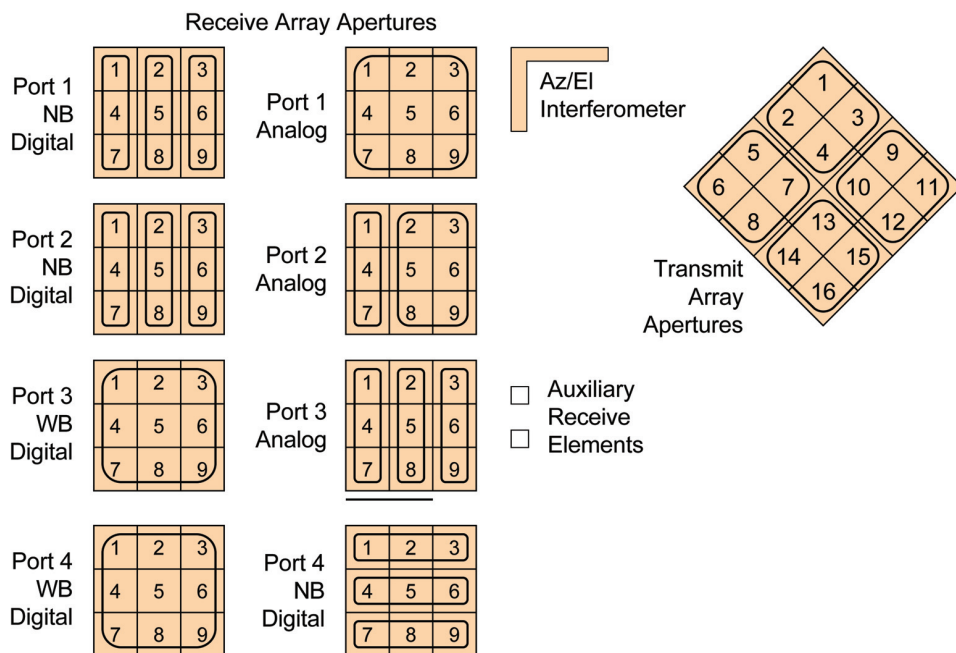 Receive Array Apertures
Port 1
NB
Digital
1 2 3
4 5 6
7 8 9
Port 1
Analog
1 2 3
4 5 6
7 8 9
Az/El
Interferometer
Port 2
NB
Digital
1 2 3
4 5 6
7 8 9
Port 2
Analog
1 2 3
4 5 6
7 8 9
1
2 3
4
5
6 7
8
9
10 11
12
13
14 15
16
Transmit
Array
Apertures
Port 3
WB
Digital
1 2 3
4 5 6
7 8 9
Port 3
Analog
1 2 3
4 5 6
7 8 9
Auxiliary
Receive
Elements
Port 4
WB
Digital
1 2 3
4 5 6
7 8 9
Port 4
NB
Digital
1 2 3
4 5 6
7 8 9